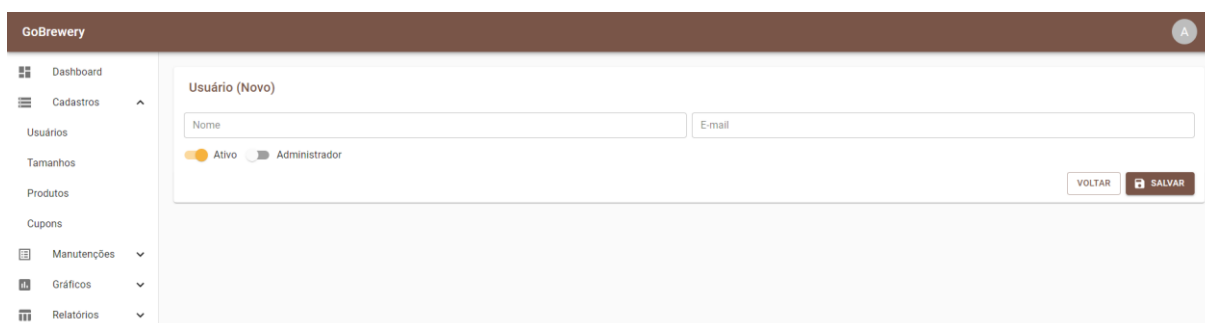 GoBrewery
A
Dashboard
Cadastros
Usuários
Tamanhos
Produtos
Cupons
Manutenções
Gráficos
Relatórios
Usuário (Novo)
Nome
E-mail
Ativo
Administrador
VOLTAR
SALVAR